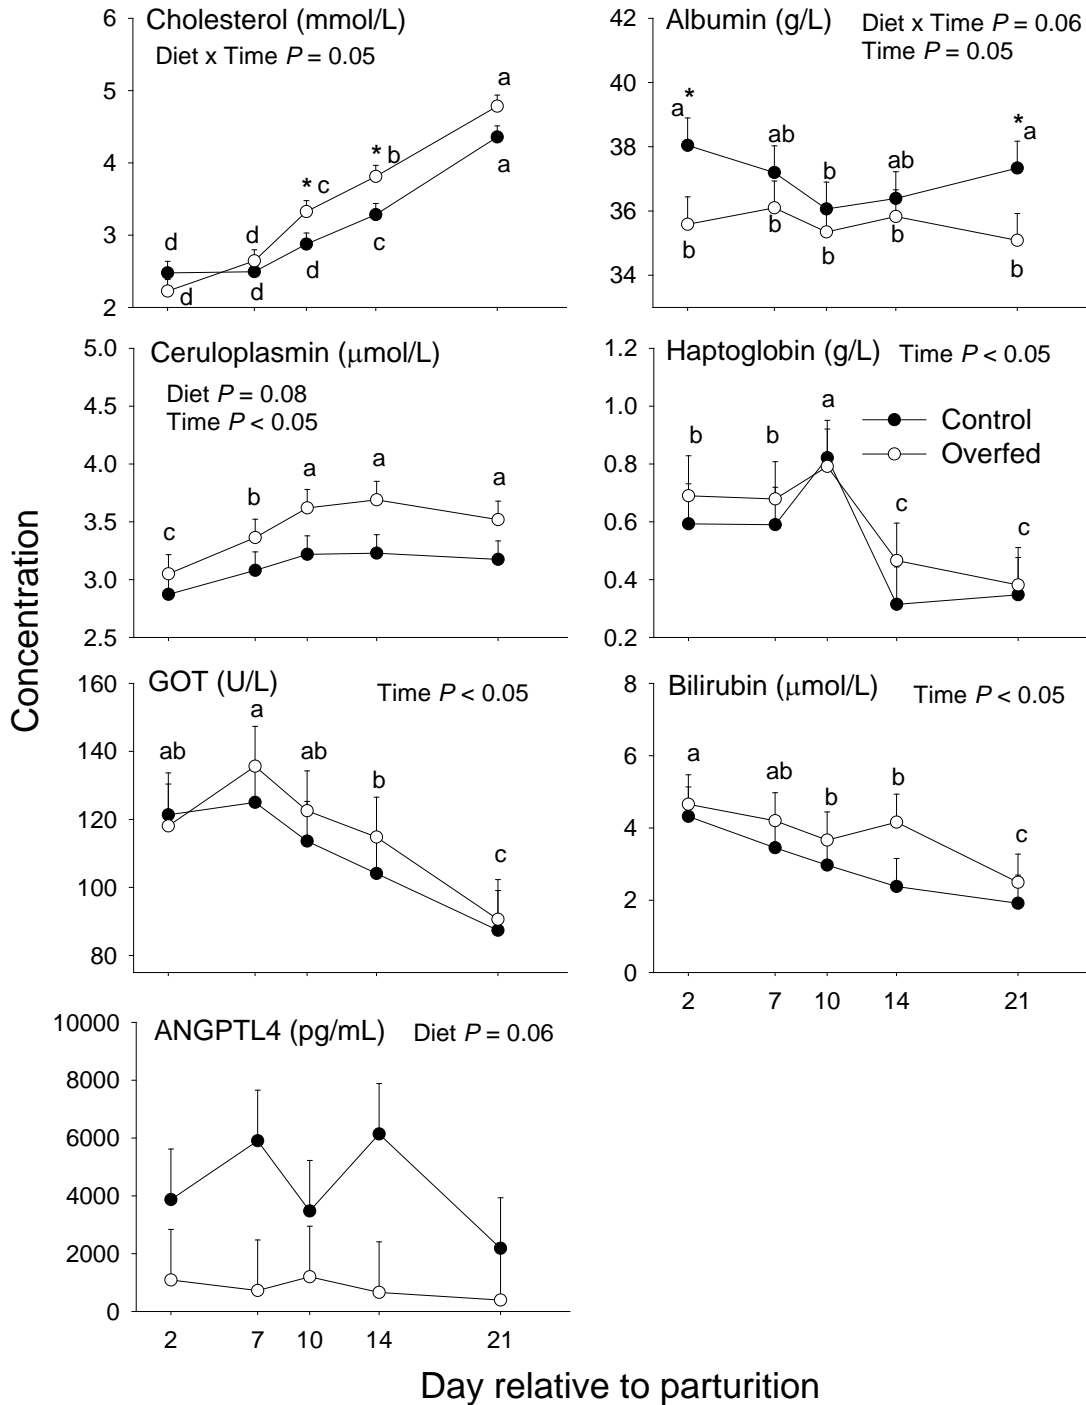 Concentration
Cholesterol (mmol/L)
Diet x Time P = 0.05
6
5
4
3
2
a
* b
* c
d
d
d
d
d
c
a
Albumin (g/L)
Diet x Time P = 0.06
Time P = 0.05
42
40
38
36
34
a *
ab
b
ab
* a
b
b
b
b
b
Ceruloplasmin (μmol/L)
Diet P = 0.08
Time P < 0.05
5.0
4.5
4.0
3.5
3.0
2.5
c
b
a
a
a
Haptoglobin (g/L)
Time P < 0.05
1.2
1.0
0.8
0.6
0.4
0.2
b
b
a
c
c
Control
Overfed
GOT (U/L)
Time P < 0.05
160
140
120
100
80
ab
a
ab
b
c
Bilirubin (μmol/L)
Time P < 0.05
8
6
4
2
0
a
ab
b
b
c
2 7 10 14 21
ANGPTL4 (pg/mL)
Diet P = 0.06
10000
8000
6000
4000
2000
0
2 7 10 14 21
Day relative to parturition